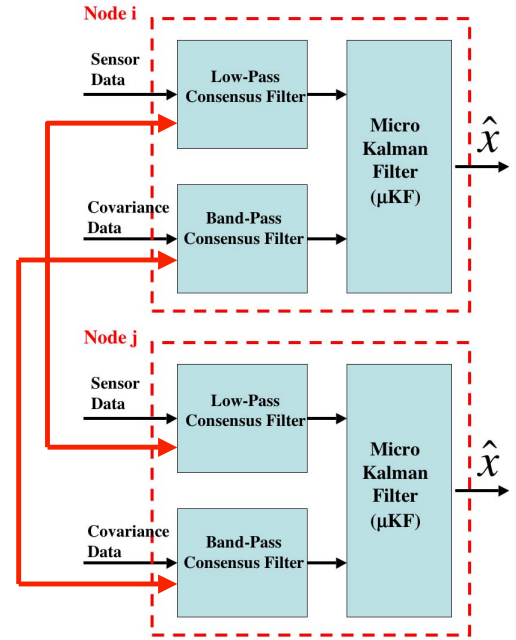 Node i
Sensor
Data
Low-Pass
Consensus Filter
Micro
Kalman
Filter
(µKF)
x̂
Covariance
Data
Band-Pass
Consensus Filter
Node j
Sensor
Data
Low-Pass
Consensus Filter
Micro
Kalman
Filter
(µKF)
x̂
Covariance
Data
Band-Pass
Consensus Filter